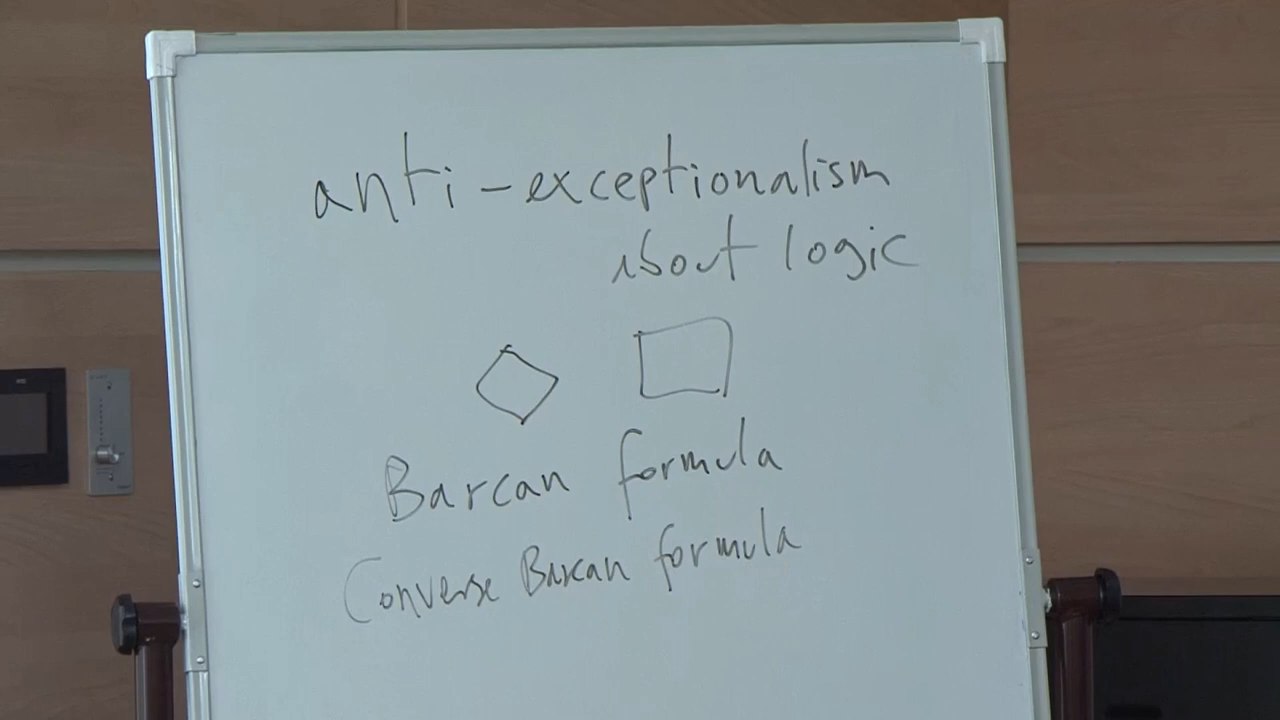 anti-exceptionalism
about logic
◇ □
Barcan formula
Converse Barcan formula